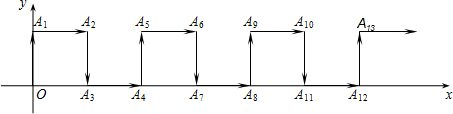 y
A₁ A₂ A₅ A₆ A₉ A₁₀ A₁₃
O A₃ A₄ A₇ A₈ A₁₁ A₁₂ x